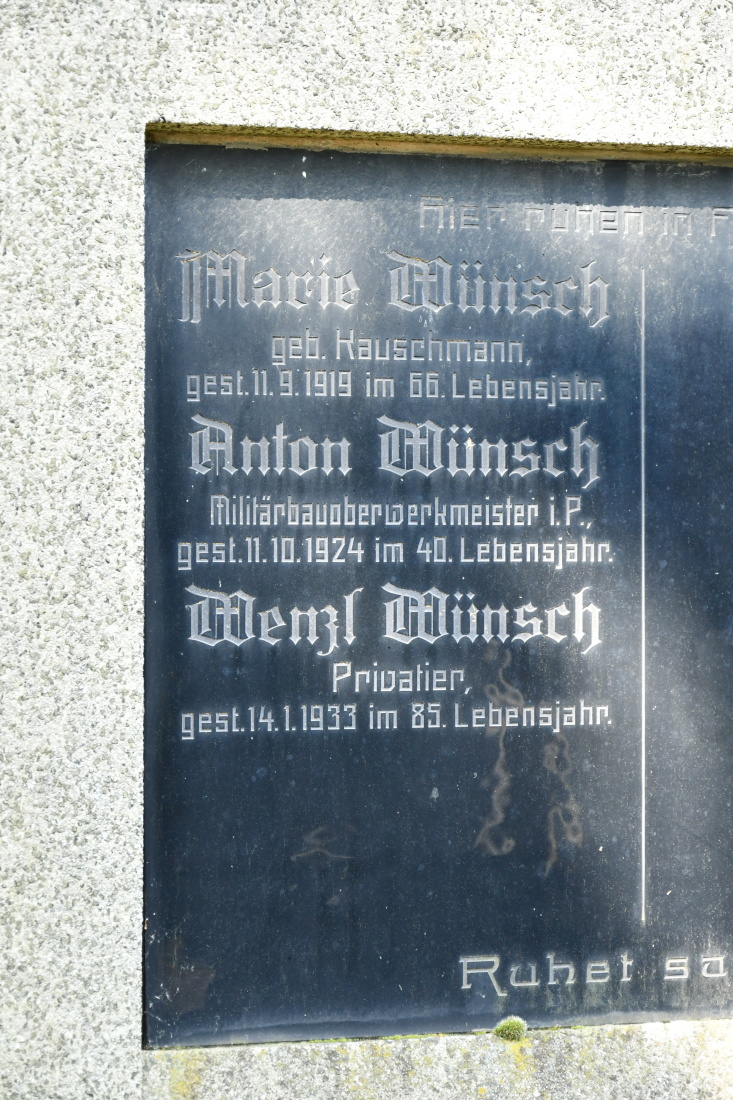 Hier ruhen in F
Marie Wünsch
geb. Kauschmann,
gest. 11. 9. 1919 im 66. Lebensjahr.
Anton Wünsch
Militärbauoberwerkmeister i. P.,
gest. 11. 10. 1924 im 40. Lebensjahr.
Wenzl Wünsch
Privatier,
gest. 14. 1. 1933 im 85. Lebensjahr.
Ruhet sa